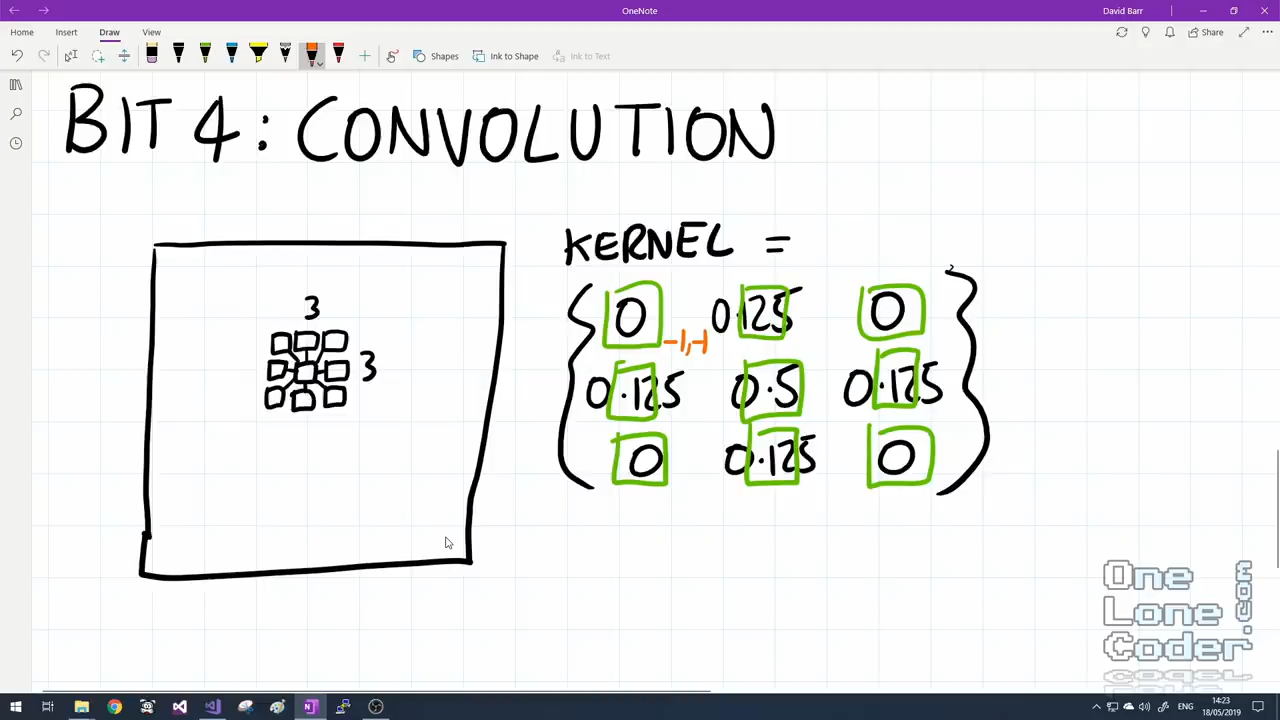 OneNote
David Barr
Home Insert Draw View
Share
Shapes
Ink to Shape
Ink to Text
BIT 4: CONVOLUTION
KERNEL =
3
3
0 0.125 0
-1,-1
0.125 0.5 0.125
0 0.125 0
One
Lone
Coder
.com
14:23
ENG
18/05/2019